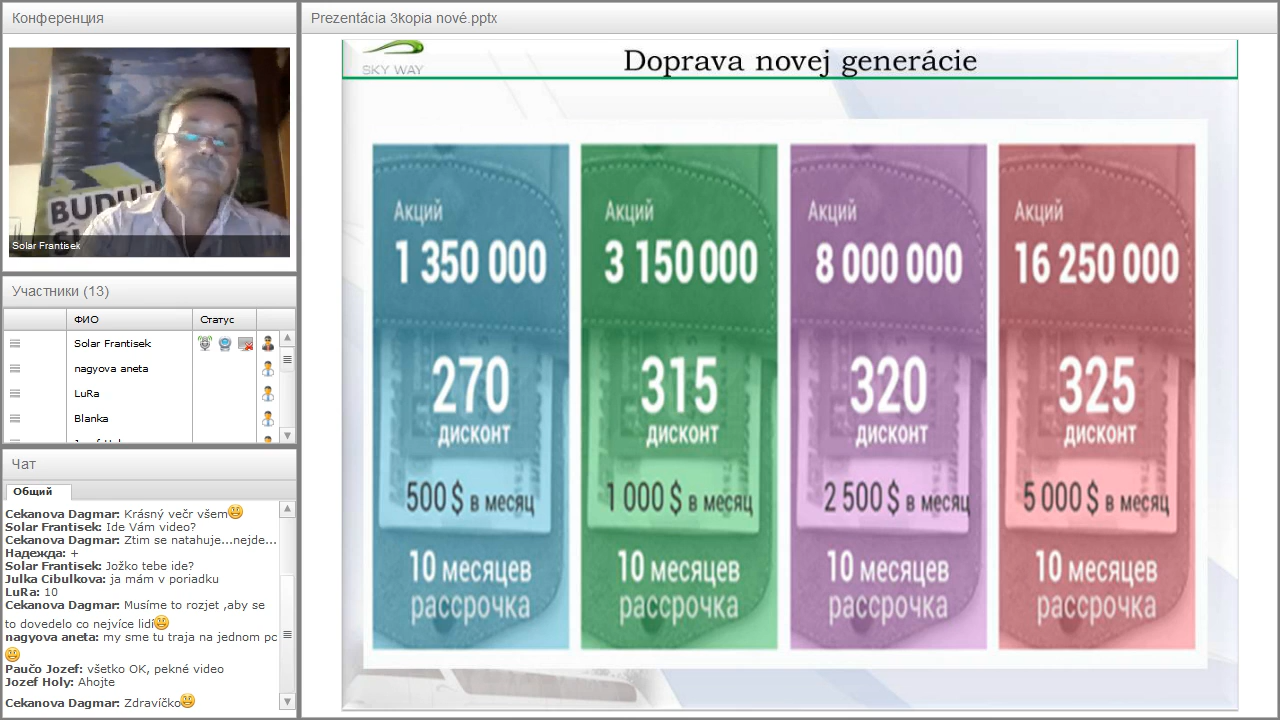 Конференция
BUDU
Solar Frantisek
Участники (13)
ФИО Статус
Solar Frantisek
nagyova aneta
LuRa
Blanka
Чат
Общий
Cekanova Dagmar: Krásný večr všem
Solar Frantisek: Ide Vám video?
Cekanova Dagmar: Ztim se natahuje...nejde...
Надежда: +
Solar Frantisek: Jožko tebe ide?
Julka Cibulkova: ja mám v poriadku
LuRa: 10
Cekanova Dagmar: Musíme to rozjet ,aby se
to dovedelo co nejvíce lidí
nagyova aneta: my sme tu traja na jednom pc
Paučo Jozef: všetko OK, pekné video
Jozef Holy: Ahojte
Cekanova Dagmar: Zdravíčko
Prezentácia 3kopia nové.pptx
SKY WAY
Doprava novej generácie
Акций
1 350 000
270
дисконт
500 $ в месяц
10 месяцев
рассрочка
Акций
3 150 000
315
дисконт
1 000 $ в месяц
10 месяцев
рассрочка
Акций
8 000 000
320
дисконт
2 500 $ в месяц
10 месяцев
рассрочка
Акций
16 250 000
325
дисконт
5 000 $ в месяц
10 месяцев
рассрочка